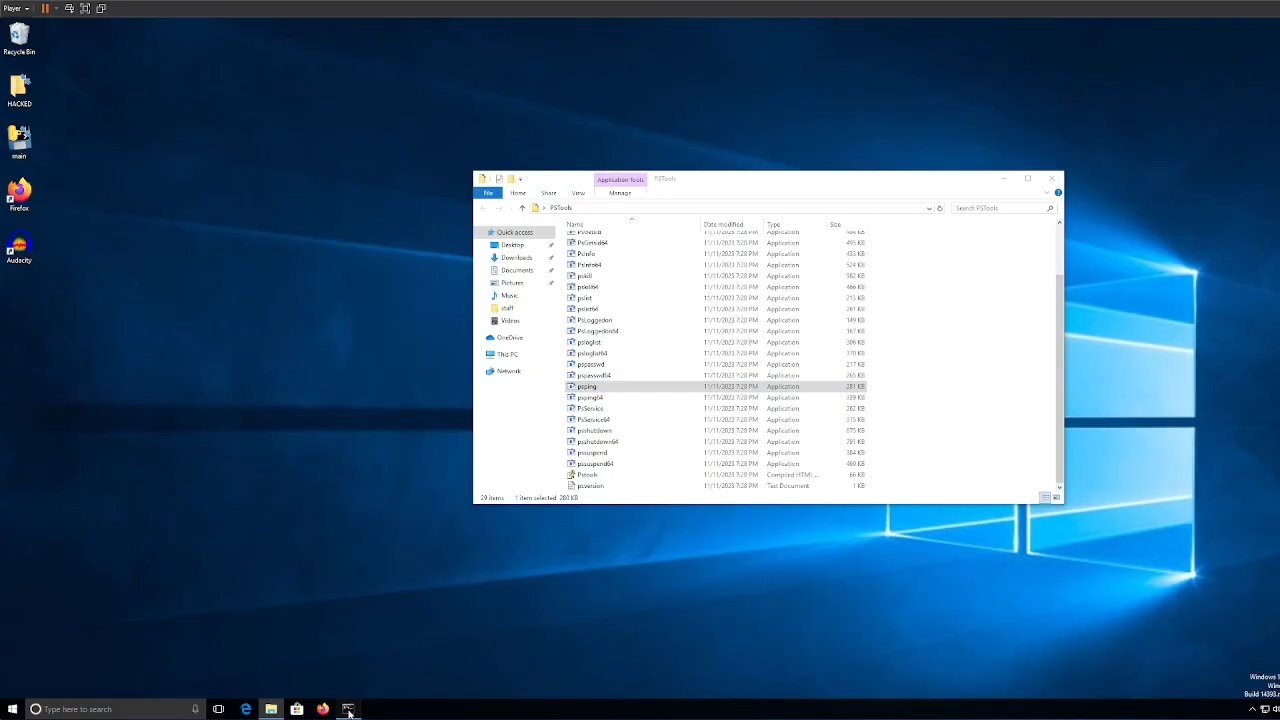 Player
Recycle Bin
HACKED
main
Firefox
Audacity
Application Tools PSTools
File Home Share View Manage
PSTools
Search PSTools
Name Date modified Type Size
Quick access
Desktop
Downloads
Documents
Pictures
Music
staff
Videos
OneDrive
This PC
Network
11/11/2023 7:28 PM Application
PsGetsid64 11/11/2023 7:28 PM Application 495 KB
PsInfo 11/11/2023 7:28 PM Application 453 KB
PsInfo64 11/11/2023 7:28 PM Application 524 KB
pskill 11/11/2023 7:28 PM Application 382 KB
pskill64 11/11/2023 7:28 PM Application 466 KB
pslist 11/11/2023 7:28 PM Application 213 KB
pslist64 11/11/2023 7:28 PM Application 261 KB
PsLoggedon 11/11/2023 7:28 PM Application 149 KB
PsLoggedon64 11/11/2023 7:28 PM Application 167 KB
psloglist 11/11/2023 7:28 PM Application 306 KB
psloglist64 11/11/2023 7:28 PM Application 370 KB
pspasswd 11/11/2023 7:28 PM Application 217 KB
pspasswd64 11/11/2023 7:28 PM Application 265 KB
psping 11/11/2023 7:28 PM Application 281 KB
psping64 11/11/2023 7:28 PM Application 339 KB
PsService 11/11/2023 7:28 PM Application 262 KB
PsService64 11/11/2023 7:28 PM Application 315 KB
psshutdown 11/11/2023 7:28 PM Application 675 KB
psshutdown64 11/11/2023 7:28 PM Application 791 KB
pssuspend 11/11/2023 7:28 PM Application 384 KB
pssuspend64 11/11/2023 7:28 PM Application 469 KB
Pstools 11/11/2023 7:28 PM Compiled HTML ... 66 KB
psversion 11/11/2023 7:28 PM Text Document 1 KB
29 items 1 item selected 280 KB
Windows 1
Win
Build 14393.
Type here to search